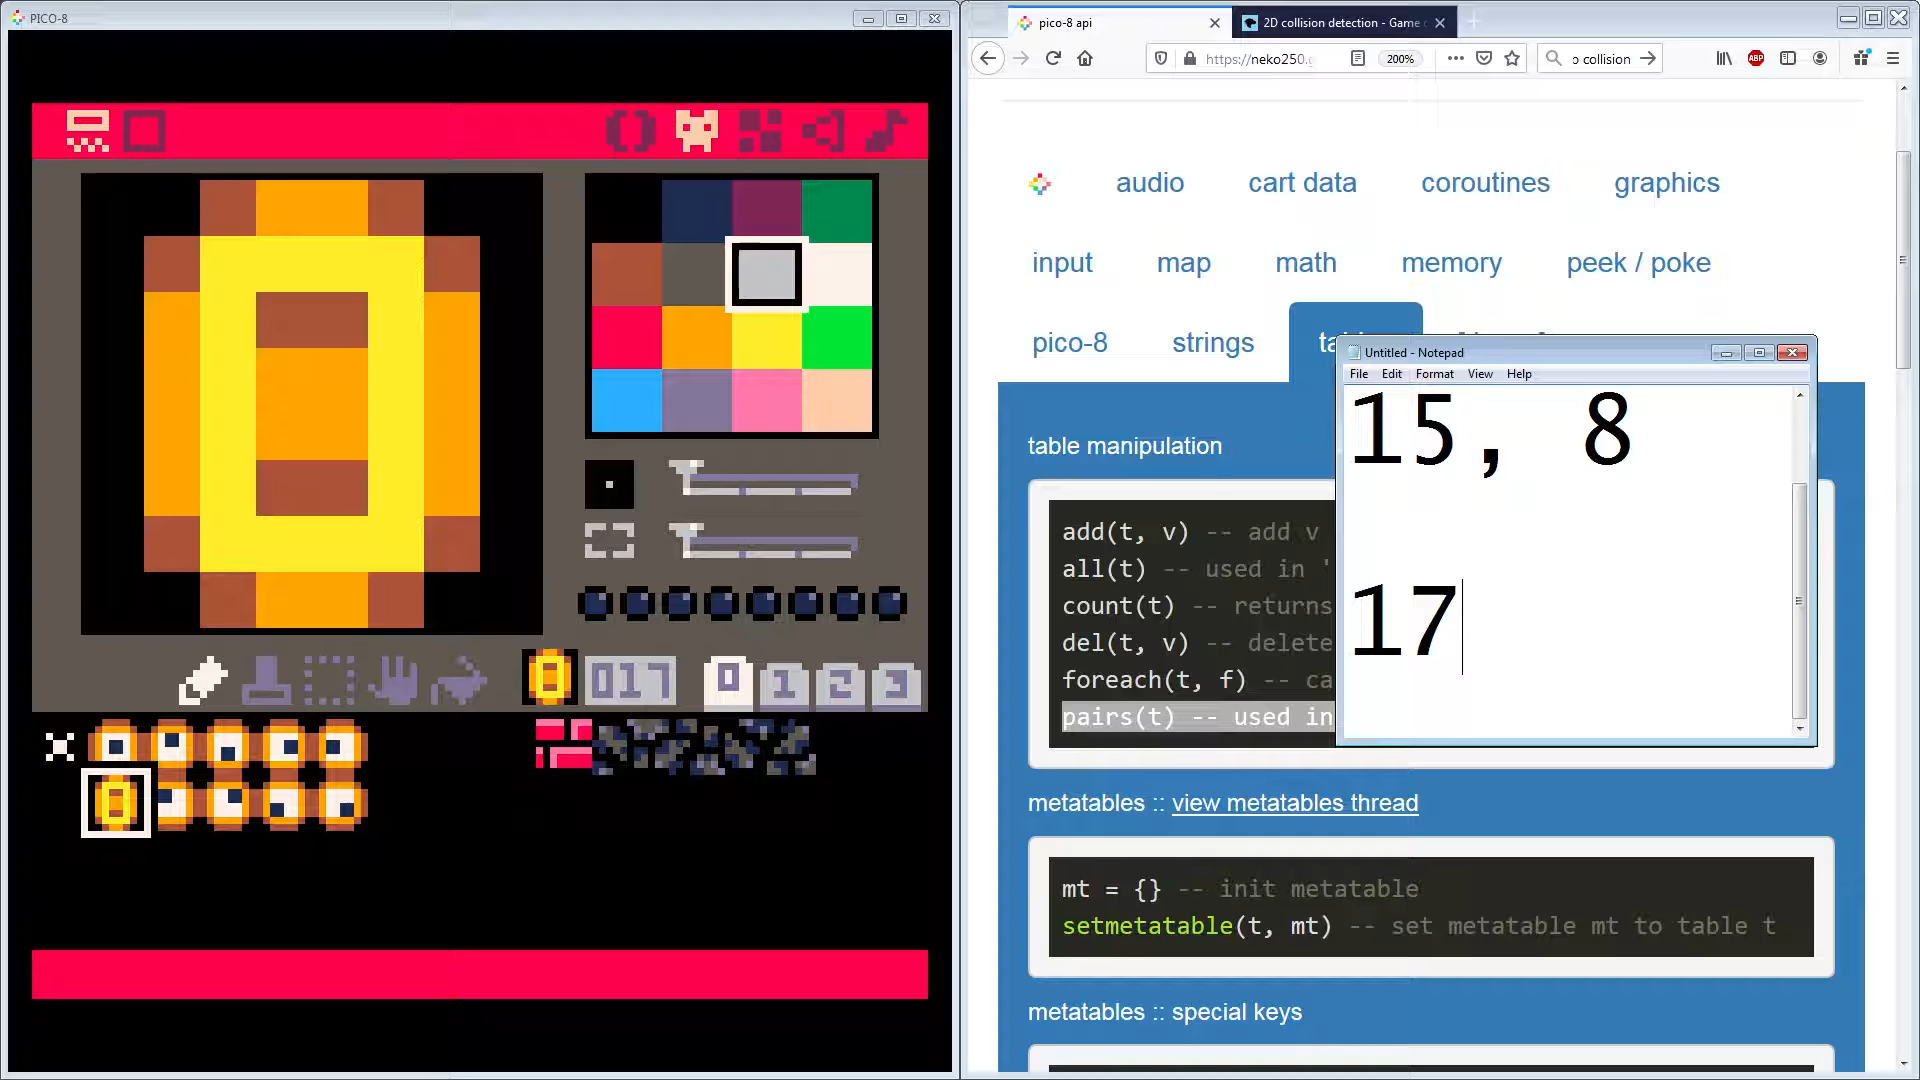 PICO-8
017
0 1 2 3
pico-8 api
2D collision detection - Game
https://neko250.
200%
collision
ABP
audio cart data coroutines graphics
input map math memory peek / poke
pico-8 strings
table manipulation
add(t, v) -- add v
all(t) -- used in '
count(t) -- returns
del(t, v) -- delete
foreach(t, f) -- ca
pairs(t) -- used in
metatables :: view metatables thread
mt = {} -- init metatable
setmetatable(t, mt) -- set metatable mt to table t
metatables :: special keys
Untitled - Notepad
File Edit Format View Help
15, 8
17